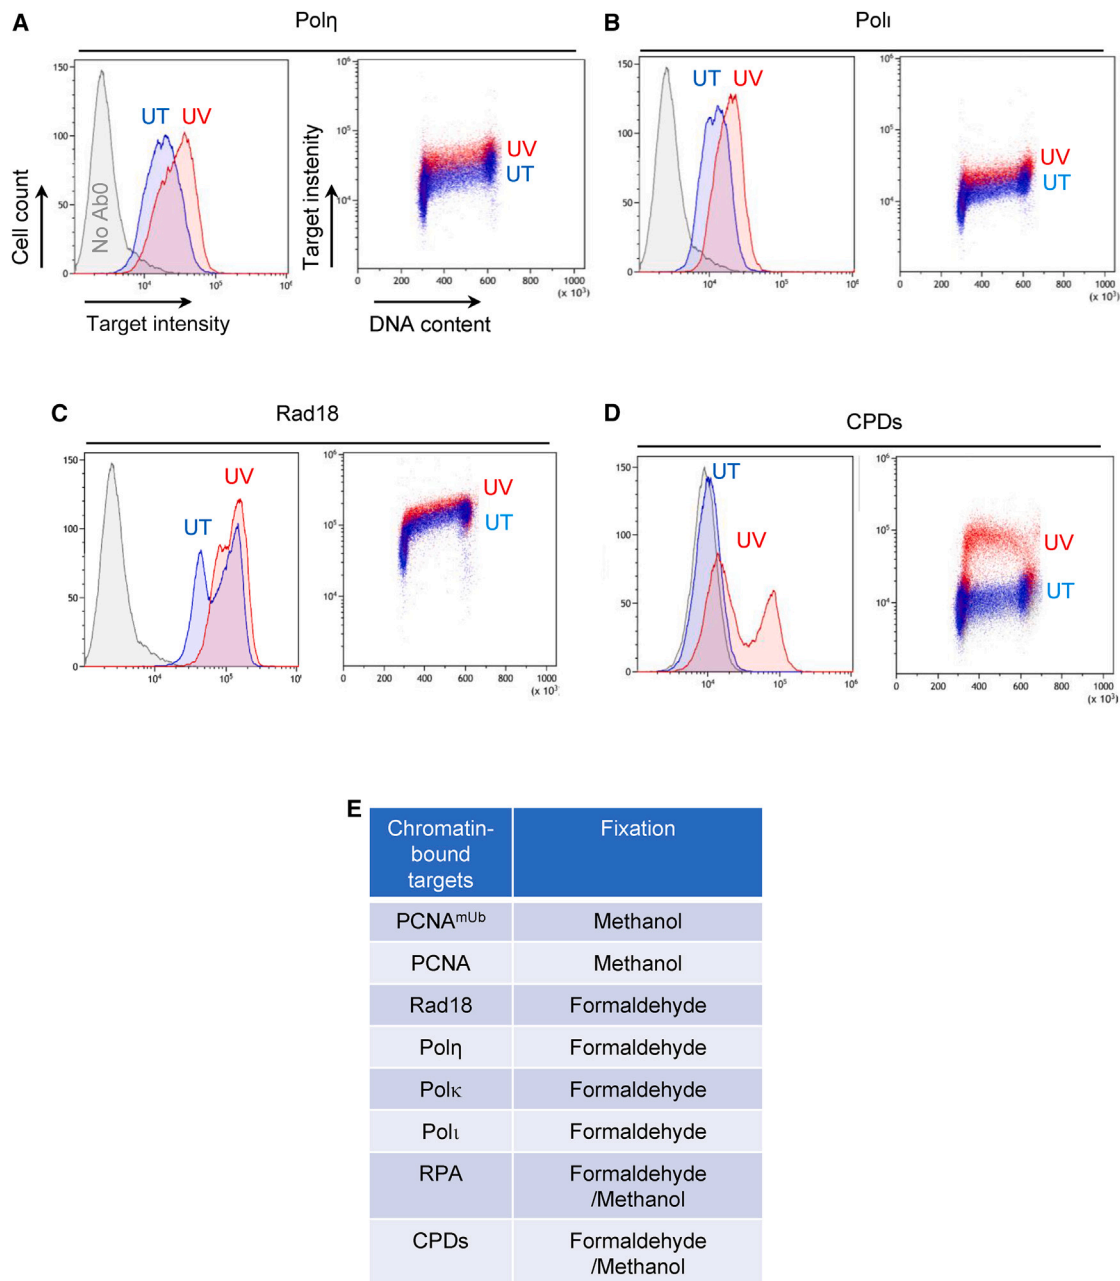 A
Polη
150
100
50
0
UT
UV
No Ab0
Cell count
10⁴
10⁵
10⁶
Target intensity
10⁶
10⁵
10⁴
Target instenity
UV
UT
0
200
400
600
800
1000
(x 10³)
DNA content
B
Polι
150
100
50
0
UT
UV
10⁴
10⁵
10⁶
10⁶
10⁵
10⁴
UV
UT
0
200
400
600
800
1000
(x 10³)
C
Rad18
150
100
50
0
UT
UV
10⁴
10⁵
10⁶
10⁵
10⁴
UV
UT
0
200
400
600
800
1000
(x 10³)
D
CPDs
150
100
50
0
UT
UV
10⁴
10⁵
10⁶
10⁶
10⁵
10⁴
UV
UT
0
200
400
600
800
1000
(x 10³)
E
Chromatin-
bound
targets
Fixation
PCNAᵐᵁᵇ
Methanol
PCNA
Methanol
Rad18
Formaldehyde
Polη
Formaldehyde
Polκ
Formaldehyde
Polι
Formaldehyde
RPA
Formaldehyde
/Methanol
CPDs
Formaldehyde
/Methanol